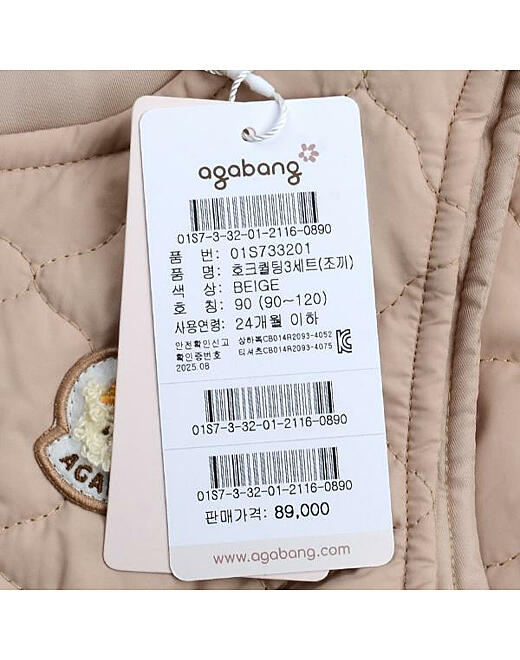 agabang
01S7-3-32-01-2116-0890
품 번: 01S733201
품 명: 호크퀼팅3세트(조끼)
색 상: BEIGE
호 칭: 90 (90~120)
사용연령: 24개월 이하
안전확인신고 상하복CB014R2093-4052
확인증번호 티셔츠CB014R2093-4075
2025.08
01S7-3-32-01-2116-0890
01S7-3-32-01-2116-0890
판매가격: 89,000
www.agabang.com
AGA